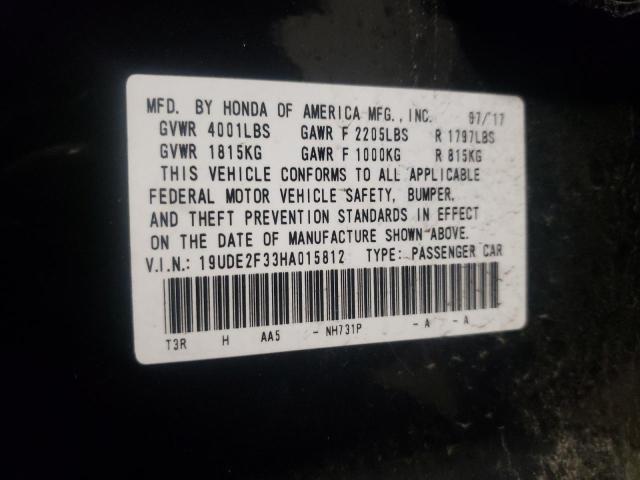 MFD. BY HONDA OF AMERICA MFG., INC. 07/17
GVWR 4001LBS GAWR F 2205LBS R 1797LBS
GVWR 1815KG GAWR F 1000KG R 815KG
THIS VEHICLE CONFORMS TO ALL APPLICABLE
FEDERAL MOTOR VEHICLE SAFETY, BUMPER,
AND THEFT PREVENTION STANDARDS IN EFFECT
ON THE DATE OF MANUFACTURE SHOWN ABOVE.
V.I.N.: 19UDE2F33HA015812 TYPE: PASSENGER CAR
T3R H AA5 - NH731P - A - A